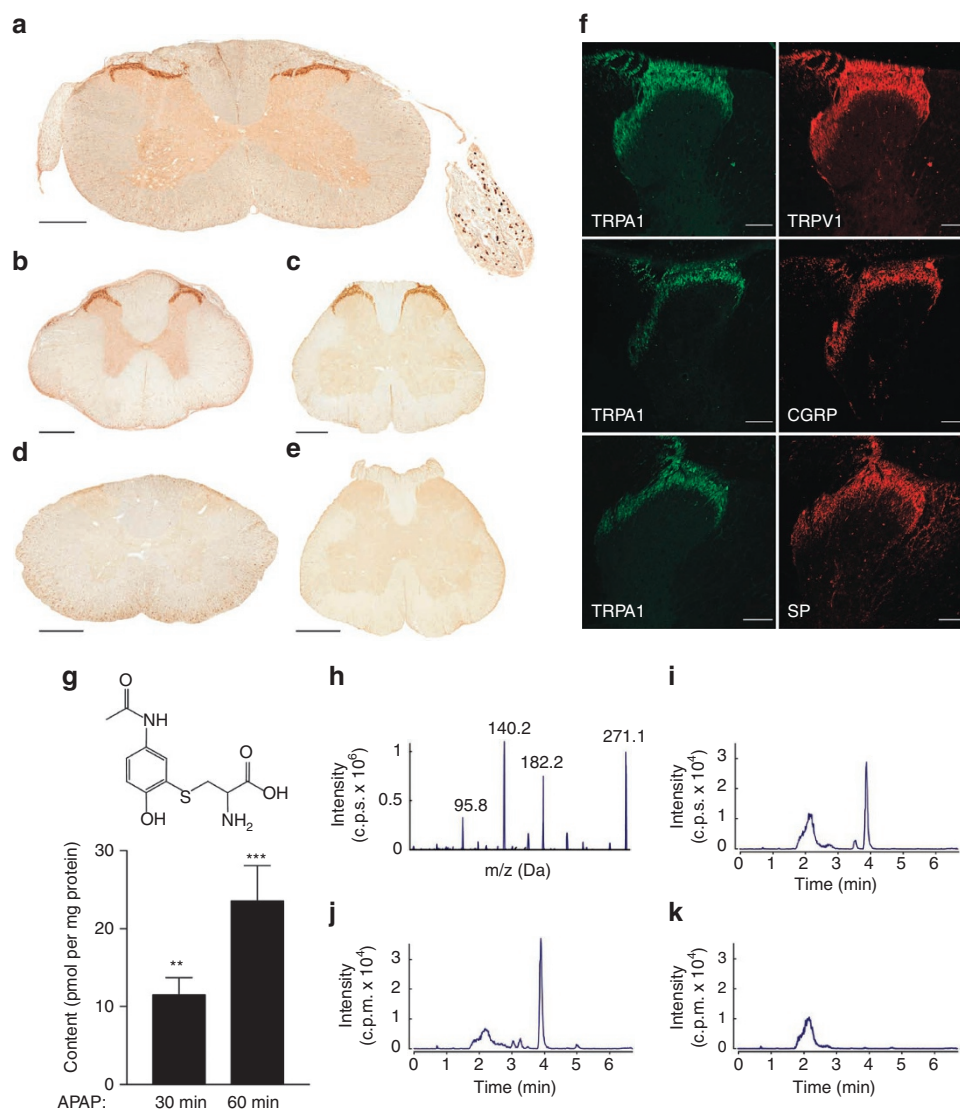 a
b
c
d
e
f
TRPA1
TRPV1
TRPA1
CGRP
TRPA1
SP
g
O
NH
O
S
OH
OH
NH2
Content (pmol per mg protein)
30
20
10
0
**
***
APAP: 30 min 60 min
h
Intensity
(c.p.s. x 10^6)
1
0.5
0
95.8
140.2
182.2
271.1
m/z (Da)
i
Intensity
(c.p.s. x 10^4)
3
2
1
0
0 1 2 3 4 5 6
Time (min)
j
Intensity
(c.p.m. x 10^4)
3
2
1
0
0 1 2 3 4 5 6
Time (min)
k
Intensity
(c.p.m. x 10^4)
3
2
1
0
0 1 2 3 4 5 6
Time (min)